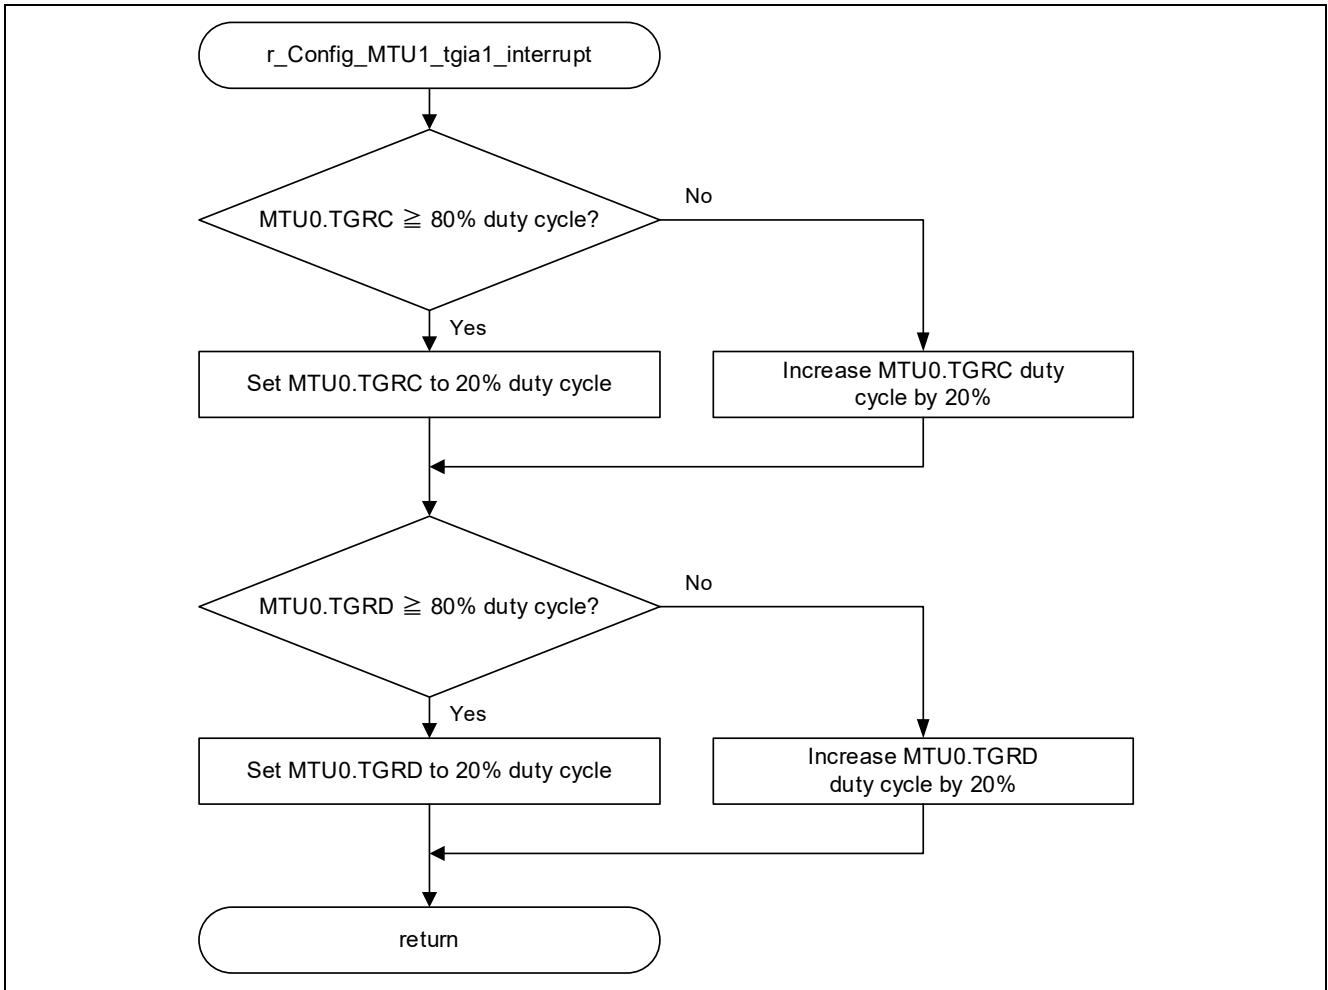 r_Config_MTU1_tgia1_interrupt
MTU0.TGRC ≧ 80% duty cycle?
No
Yes
Set MTU0.TGRC to 20% duty cycle
Increase MTU0.TGRC duty
cycle by 20%
MTU0.TGRD ≧ 80% duty cycle?
No
Yes
Set MTU0.TGRD to 20% duty cycle
Increase MTU0.TGRD
duty cycle by 20%
return